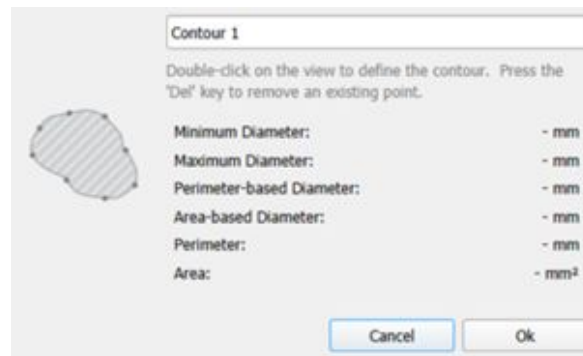 Contour 1
Double-click on the view to define the contour. Press the
'Del' key to remove an existing point.
Minimum Diameter: - mm
Maximum Diameter: - mm
Perimeter-based Diameter: - mm
Area-based Diameter: - mm
Perimeter: - mm
Area: - mm²
Cancel Ok